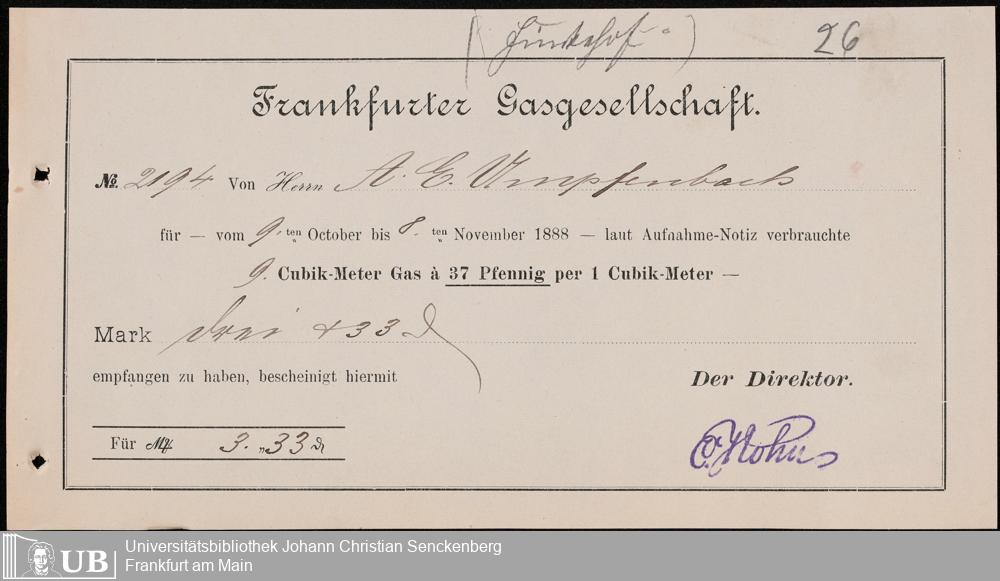 26
Frankfurter Gasgesellschaft.
No. 2194 Von Herrn A. E. Umpfenbach
für — vom 9. ten October bis 8. ten November 1888 — laut Aufnahme-Notiz verbrauchte
9. Cubik-Meter Gas à 37 Pfennig per 1 Cubik-Meter —
Mark drei + 33 ₰
empfangen zu haben, bescheinigt hiermit
Der Direktor.
Für Mk 3. „ 33 ₰
UB Universitätsbibliothek Johann Christian Senckenberg
Frankfurt am Main